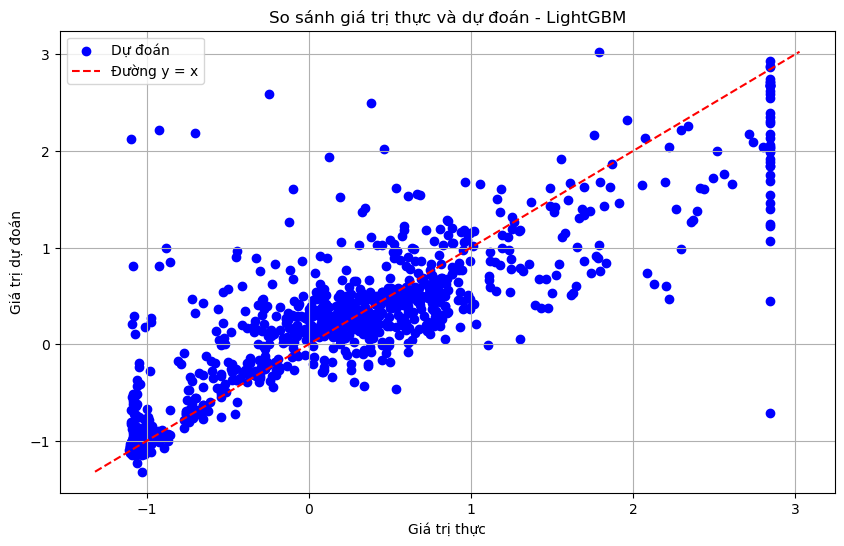 So sánh giá trị thực và dự đoán - LightGBM
Dự đoán
Đường y = x
3
2
1
0
−1
Giá trị dự đoán
−1
0
1
2
3
Giá trị thực